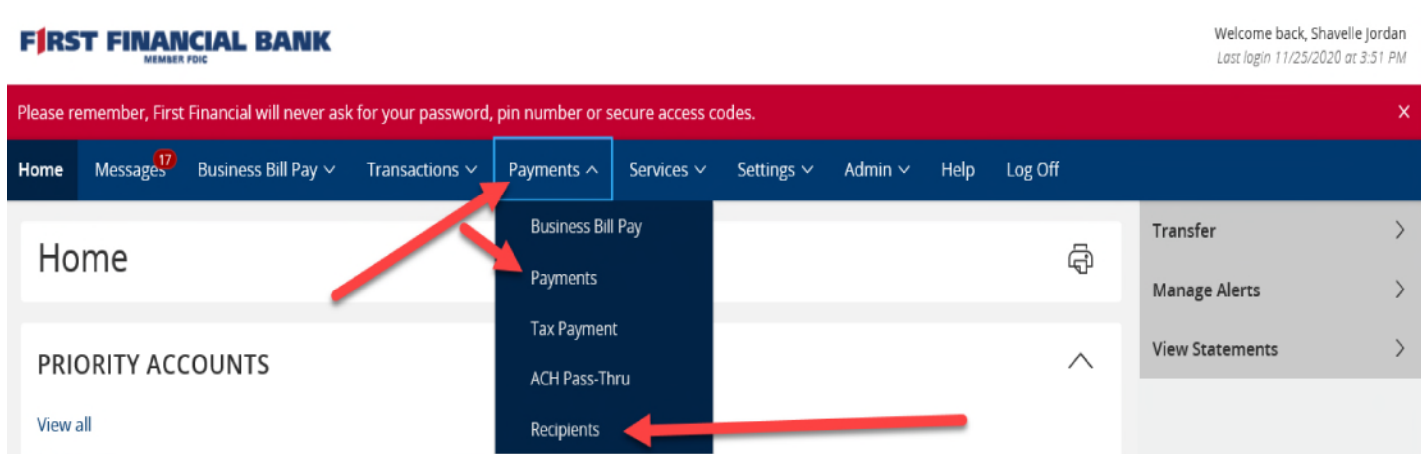 FIRST FINANCIAL BANK
MEMBER FDIC
Welcome back, Shavelle Jordan
Last login 11/25/2020 at 3:51 PM
Please remember, First Financial will never ask for your password, pin number or secure access codes.
Home Messages 17 Business Bill Pay Transactions Payments Services Settings Admin Help Log Off
Business Bill Pay
Payments
Tax Payment
ACH Pass-Thru
Recipients
Home
PRIORITY ACCOUNTS
View all
Transfer
Manage Alerts
View Statements